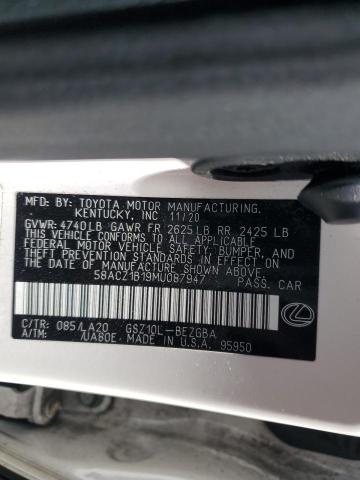 MFD. BY: TOYOTA MOTOR MANUFACTURING.
KENTUCKY, INC 11/20
GVWR: 4740LB GAWR FR 2625LB RR 2425 LB
THIS VEHICLE CONFORMS TO ALL APPLICABLE
FEDERAL MOTOR VEHICLE SAFETY, BUMPER, AND
THEFT PREVENTION STANDARDS IN EFFECT ON
THE DATE OF MANUFACTURE SHOWN ABOVE.
58ACZ1B19MU087947 PASS. CAR
C/TR: 085/LA20 GSZ10L-BEZGBA
A/TM: /UA80E MADE IN U.S.A. 95950